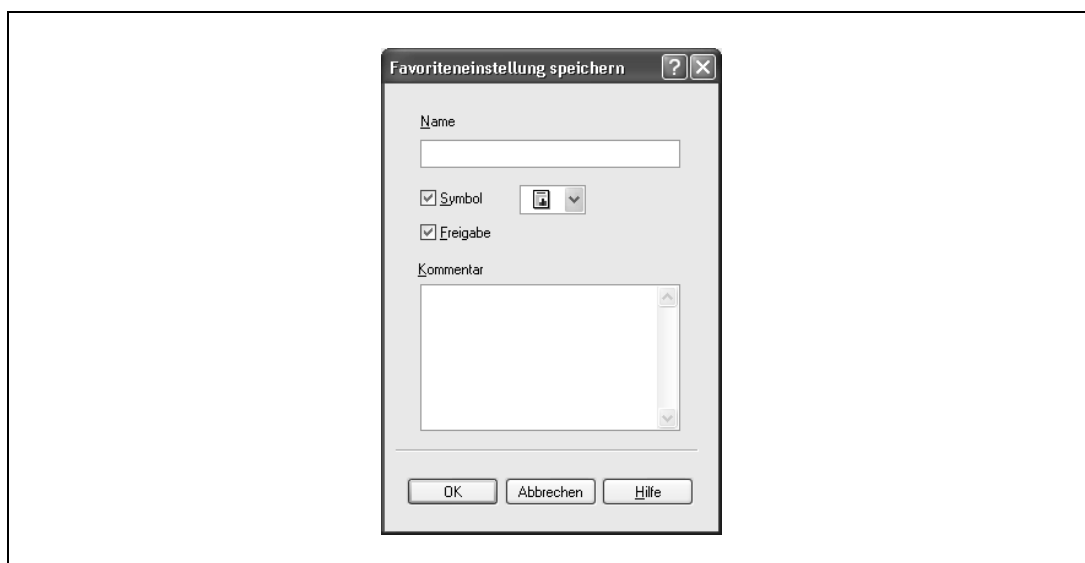 Favoriteneinstellung speichern
Name
Symbol
Freigabe
Kommentar
OK Abbrechen Hilfe